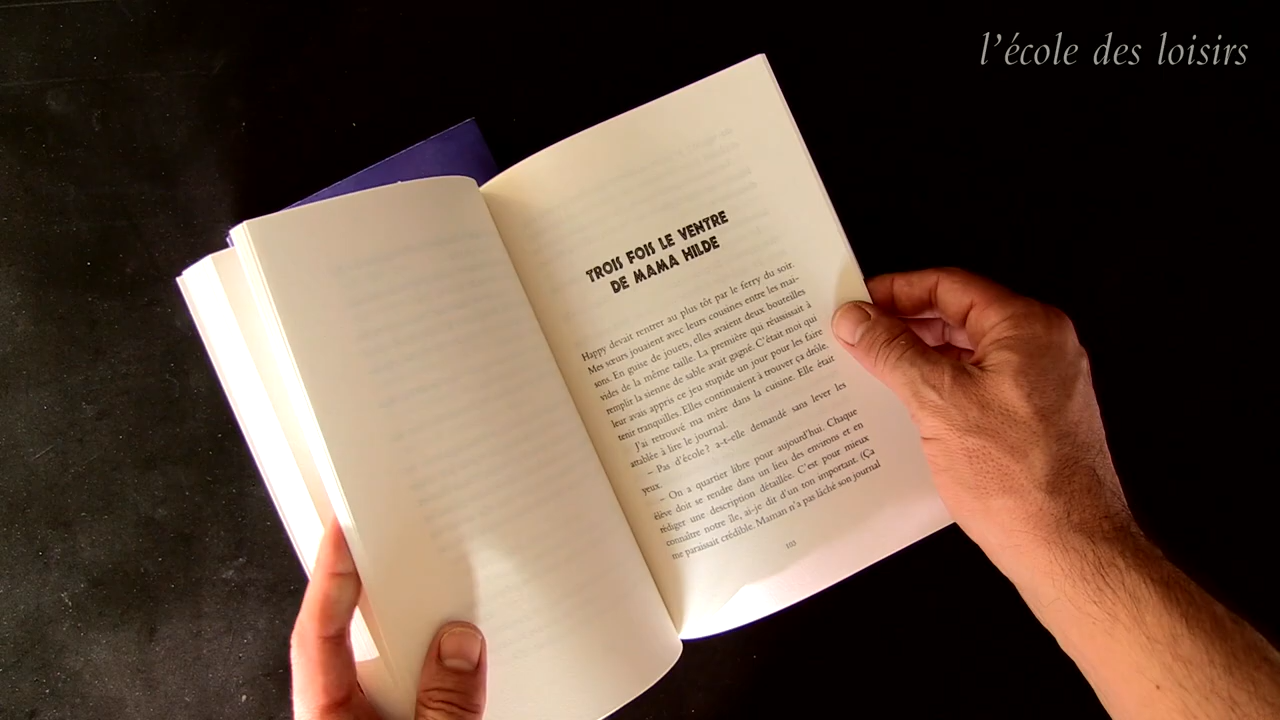 l'école des loisirs
TROIS FOIS LE VENTRE
DE MAMA HILDE
Happy devait rentrer au plus tôt par le ferry du soir.
Mes sœurs jouaient avec leurs cousines entre les mai-
sons. En guise de jouets, elles avaient deux bouteilles
vides de la même taille. La première qui réussissait à
remplir la sienne de sable avait gagné. C'était moi qui
leur avais appris ce jeu stupide un jour pour les faire
tenir tranquilles. Elles continuaient à trouver ça drôle.
J'ai retrouvé ma mère dans la cuisine. Elle était
attablée à lire le journal.
– Pas d'école ? a-t-elle demandé sans lever les
yeux.
– On a quartier libre pour aujourd'hui. Chaque
élève doit se rendre dans un lieu des environs et en
rédiger une description détaillée. C'est pour mieux
connaître notre île, ai-je dit d'un ton important. (Ça
me paraissait crédible. Maman n'a pas lâché son journal
103